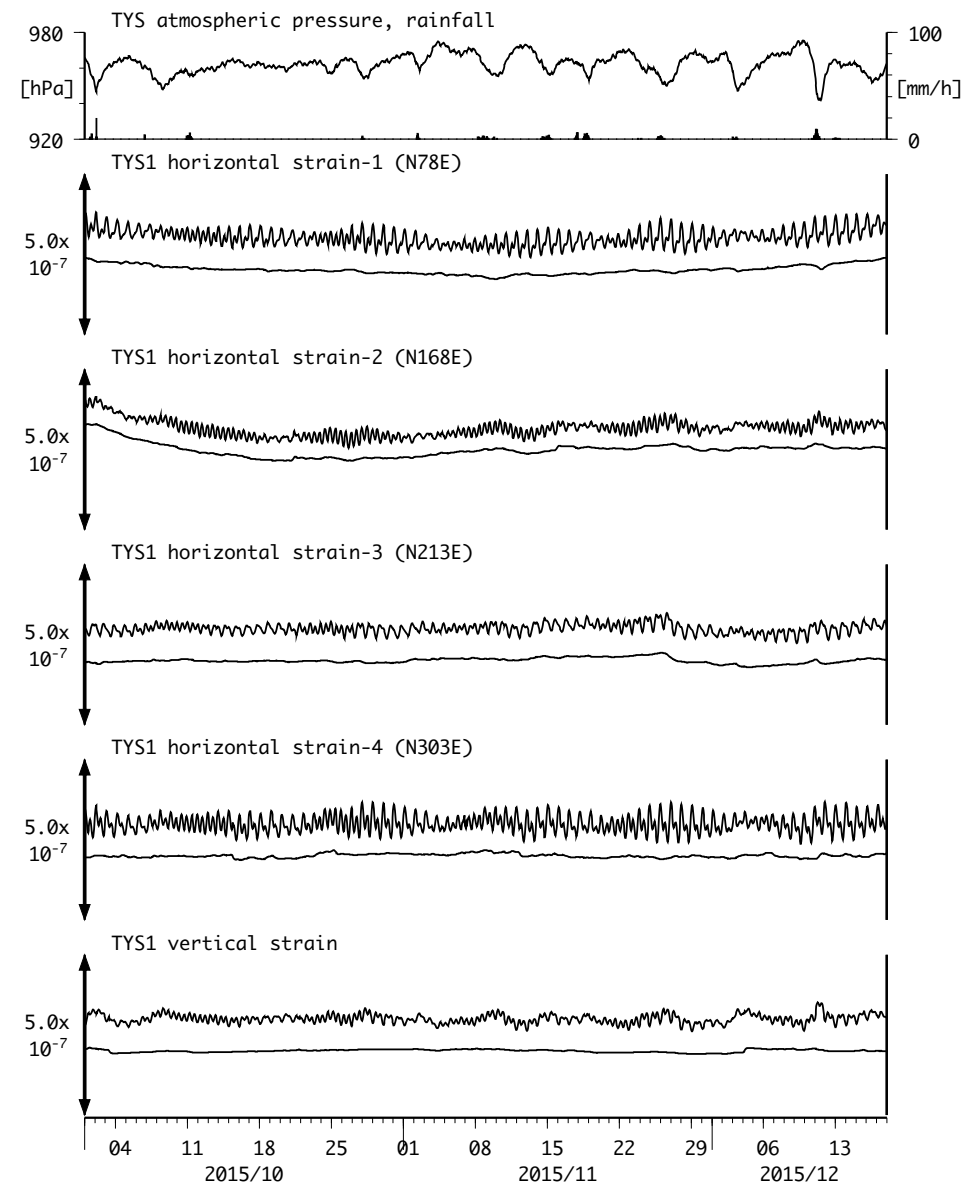 TYS atmospheric pressure, rainfall
980 100
[hPa] [mm/h]
920 0
TYS1 horizontal strain-1 (N78E)
5.0x
10-7
TYS1 horizontal strain-2 (N168E)
5.0x
10-7
TYS1 horizontal strain-3 (N213E)
5.0x
10-7
TYS1 horizontal strain-4 (N303E)
5.0x
10-7
TYS1 vertical strain
5.0x
10-7
04 11 18 25 01 08 15 22 29 06 13
2015/10 2015/11 2015/12